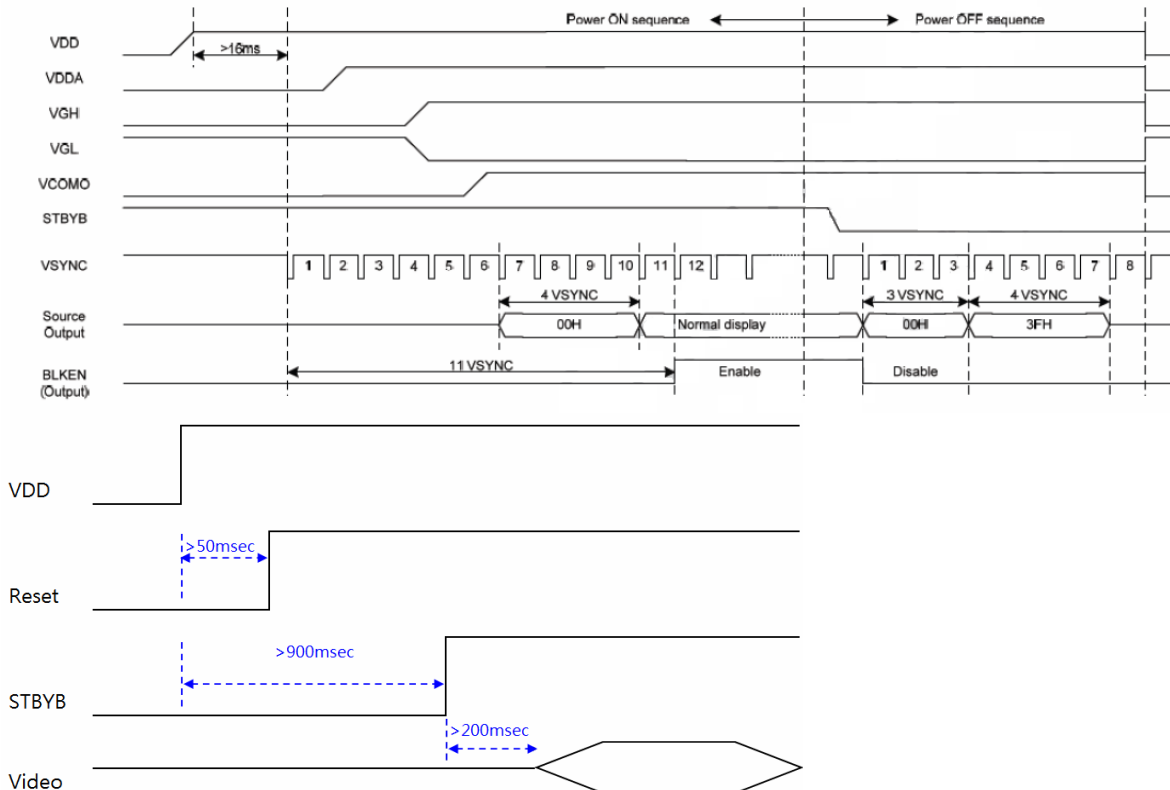 Power ON sequence Power OFF sequence
VDD
>16ms
VDDA
VGH
VGL
VCOMO
STBYB
VSYNC 1 2 3 4 5 6 7 8 9 10 11 12 1 2 3 4 5 6 7 8
4 VSYNC 3 VSYNC 4 VSYNC
Source
Output
00H Normal display 00H 3FH
11 VSYNC
BLKEN
(Output)
Enable Disable
VDD
>50msec
Reset
>900msec
STBYB
>200msec
Video